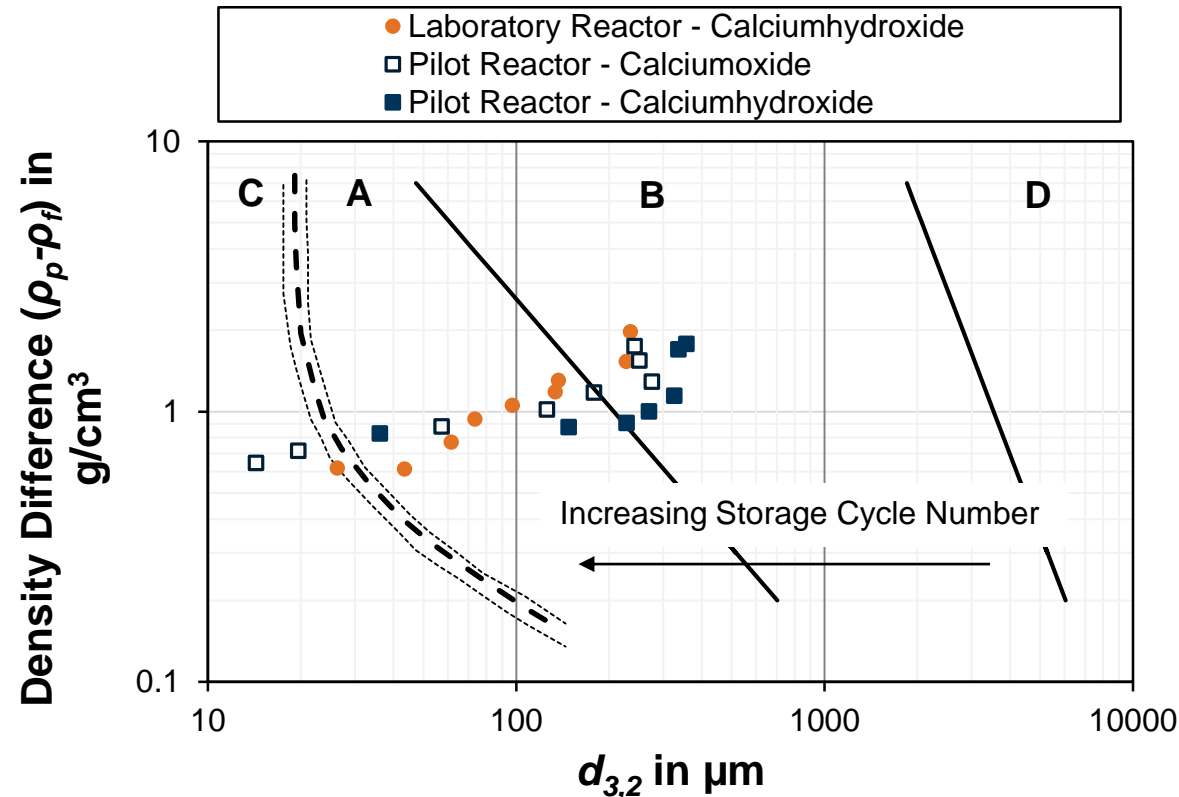 Laboratory Reactor - Calciumhydroxide
Pilot Reactor - Calciumoxide
Pilot Reactor - Calciumhydroxide
Density Difference (ρp-ρf) in
g/cm³
10
1
0.1
C
A
B
D
Increasing Storage Cycle Number
10
100
1000
10000
d3,2 in µm